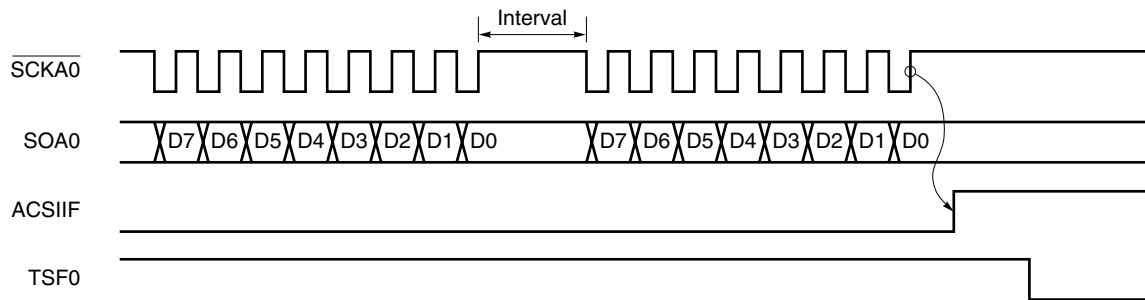 Interval
SCKA0
SOA0 D7 D6 D5 D4 D3 D2 D1 D0 D7 D6 D5 D4 D3 D2 D1 D0
ACSIIF
TSF0